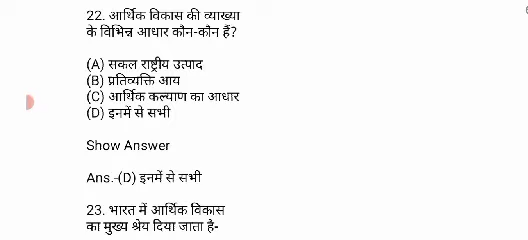 22. आर्थिक विकास की व्याख्या
के विभिन्न आधार कौन-कौन हैं?
(A) सकल राष्ट्रीय उत्पाद
(B) प्रतिव्यक्ति आय
(C) आर्थिक कल्याण का आधार
(D) इनमें से सभी
Show Answer
Ans.-(D) इनमें से सभी
23. भारत में आर्थिक विकास
का मुख्य श्रेय दिया जाता है-